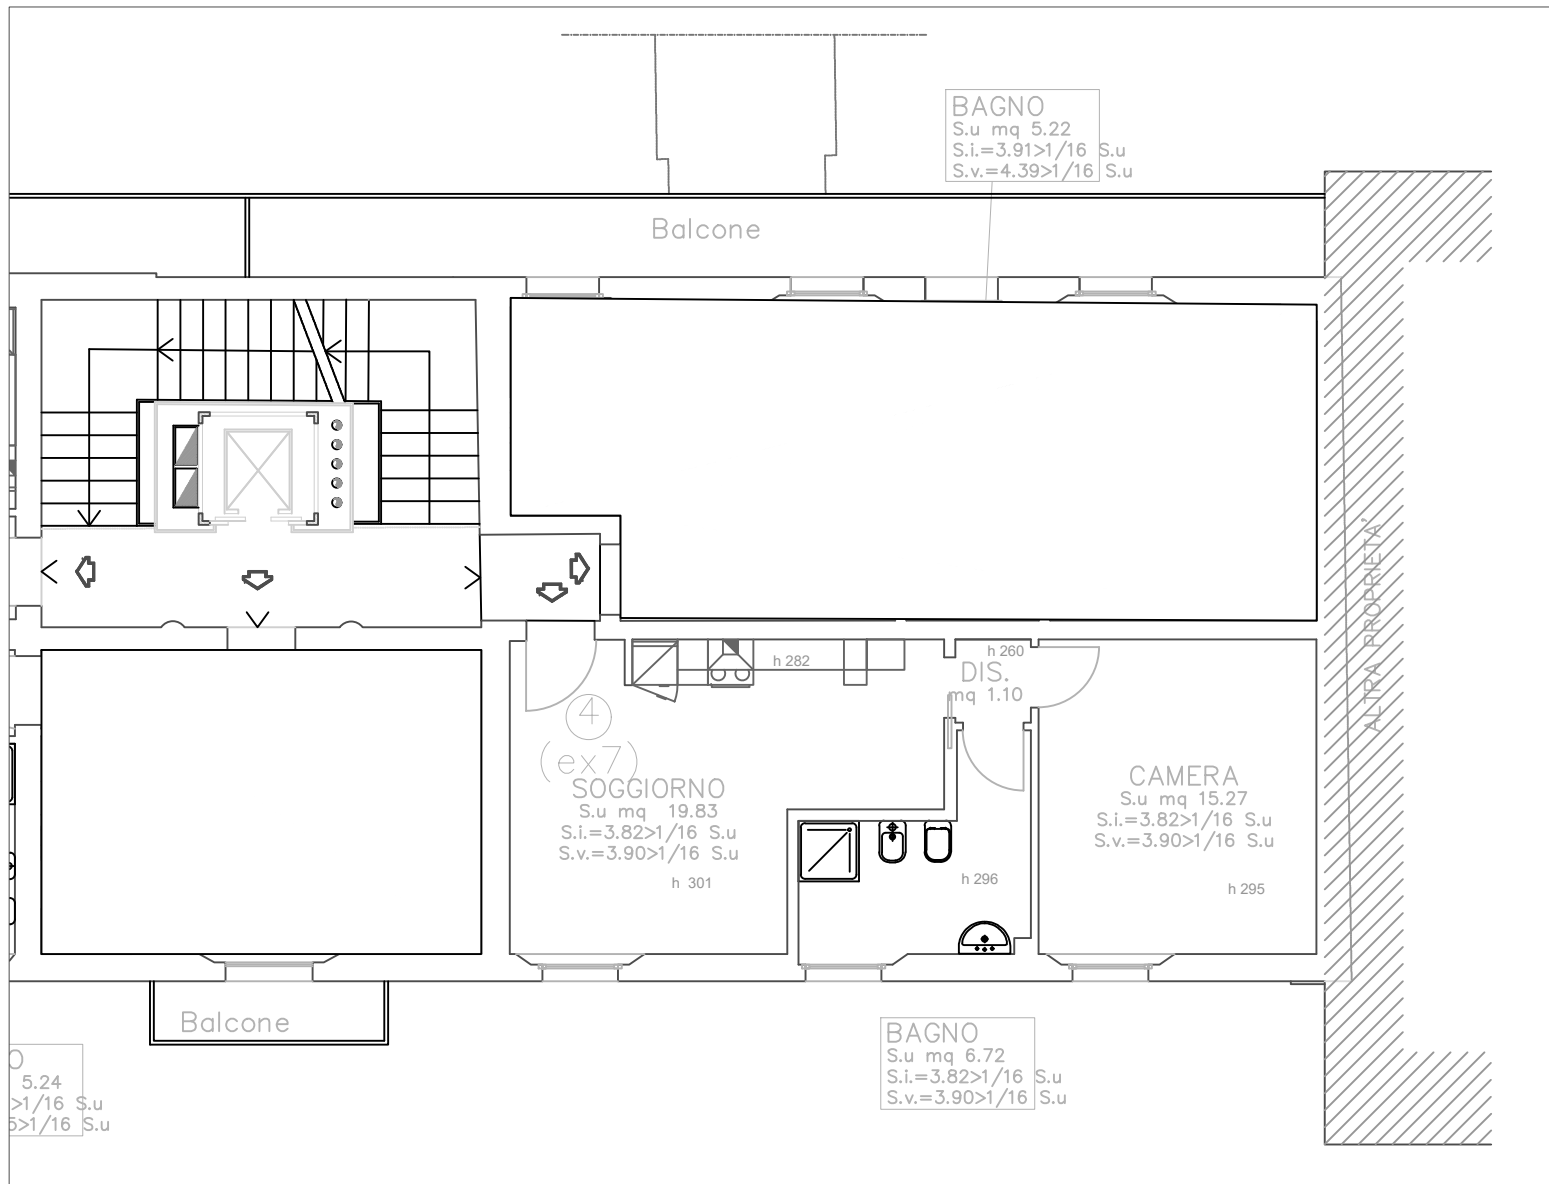 BAGNO
S.u mq 5.22
S.i.=3.91>1/16 S.u
S.v.=4.39>1/16 S.u
Balcone
ALTRA PROPRIETA'
h 282
h 260
DIS.
mq 1.10
4
(ex7)
SOGGIORNO
S.u mq 19.83
S.i.=3.82>1/16 S.u
S.v.=3.90>1/16 S.u
h 301
h 296
CAMERA
S.u mq 15.27
S.i.=3.82>1/16 S.u
S.v.=3.90>1/16 S.u
h 295
Balcone
O
5.24
>1/16 S.u
5>1/16 S.u
BAGNO
S.u mq 6.72
S.i.=3.82>1/16 S.u
S.v.=3.90>1/16 S.u